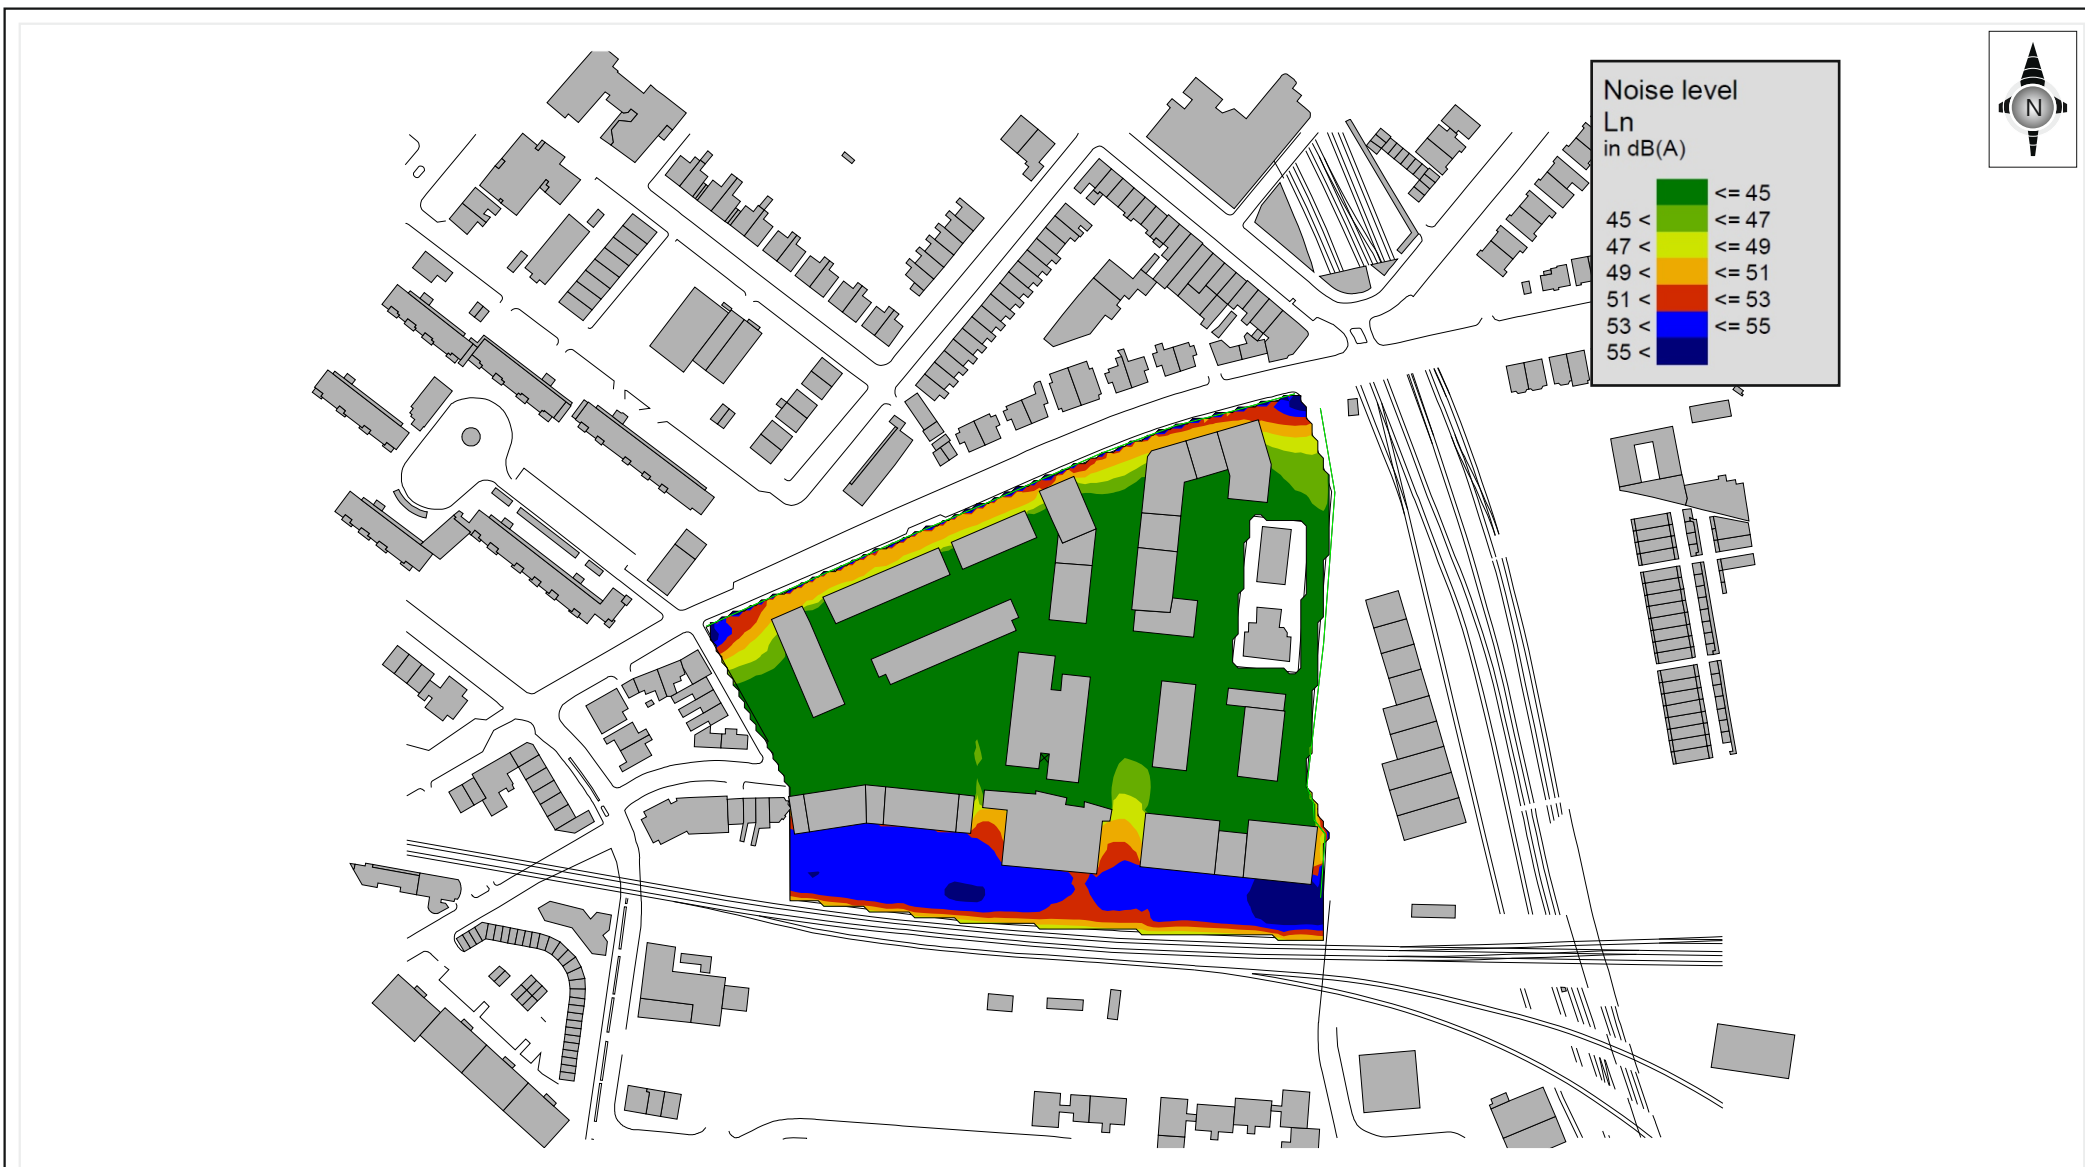 Noise level
Ln
in dB(A)
<= 45
45 < <= 47
47 < <= 49
49 < <= 51
51 < <= 53
53 < <= 55
55 <
N